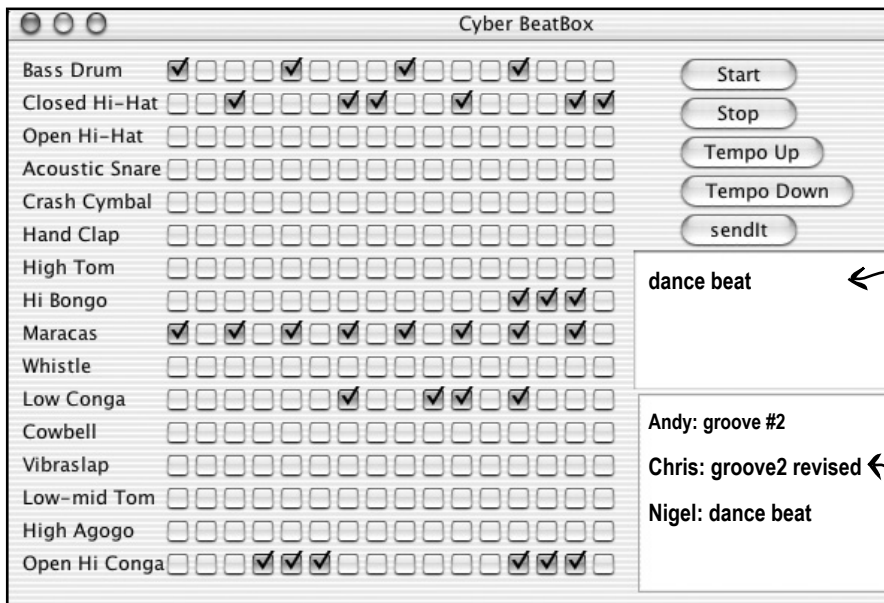 Cyber BeatBox
Bass Drum
Closed Hi-Hat
Open Hi-Hat
Acoustic Snare
Crash Cymbal
Hand Clap
High Tom
Hi Bongo
Maracas
Whistle
Low Conga
Cowbell
Vibraslap
Low-mid Tom
High Agogo
Open Hi Conga
Start
Stop
Tempo Up
Tempo Down
sendIt
dance beat
Andy: groove #2
Chris: groove2 revised
Nigel: dance beat